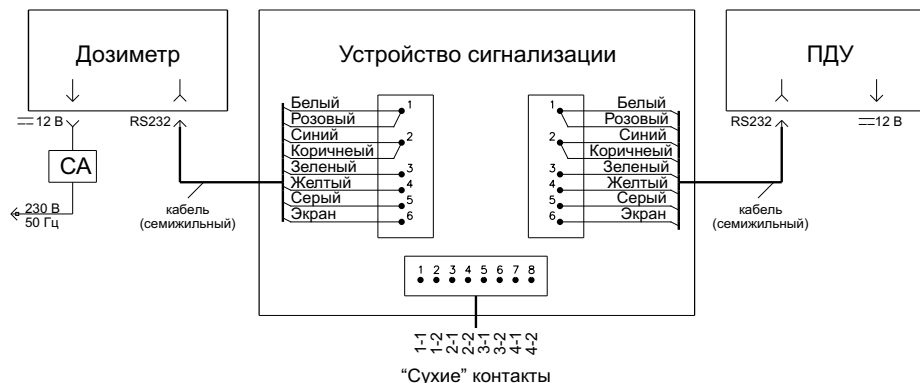 Дозиметр
12 В
RS232
СА
230 В
50 Гц
кабель
(семижильный)
Устройство сигнализации
Белый
Розовый
Синий
Коричнеый
Зеленый
Желтый
Серый
Экран
1
2
3
4
5
6
1
2
3
4
5
6
Белый
Розовый
Синий
Коричнеый
Зеленый
Желтый
Серый
Экран
1 2 3 4 5 6 7 8
1-1
1-2
2-1
2-2
3-1
3-2
4-1
4-2
“Сухие” контакты
ПДУ
RS232
12 В
кабель
(семижильный)